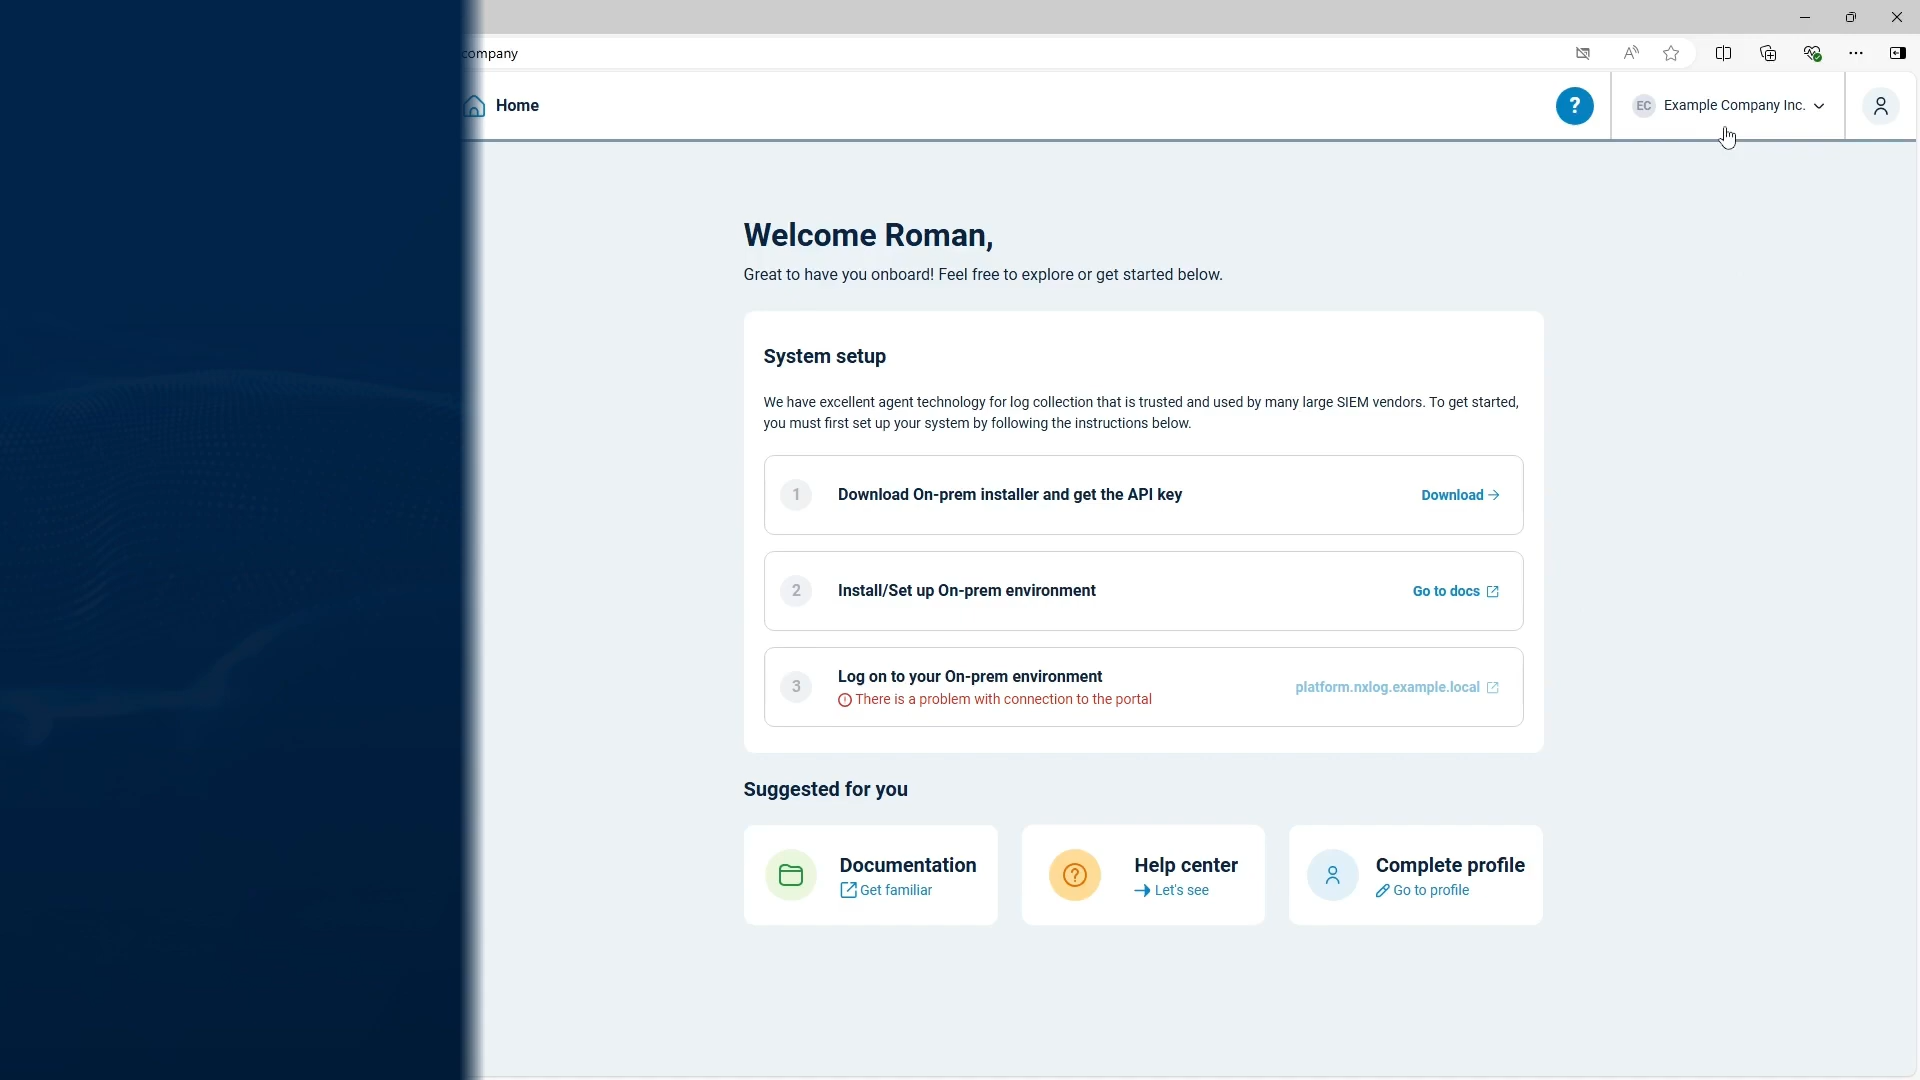 company
Home
?
EC Example Company Inc.
Welcome Roman,
Great to have you onboard! Feel free to explore or get started below.
System setup
We have excellent agent technology for log collection that is trusted and used by many large SIEM vendors. To get started,
you must first set up your system by following the instructions below.
1 Download On-prem installer and get the API key Download
2 Install/Set up On-prem environment Go to docs
3 Log on to your On-prem environment platform.nxlog.example.local
There is a problem with connection to the portal
Suggested for you
Documentation
Get familiar
? Help center
Let's see
Complete profile
Go to profile